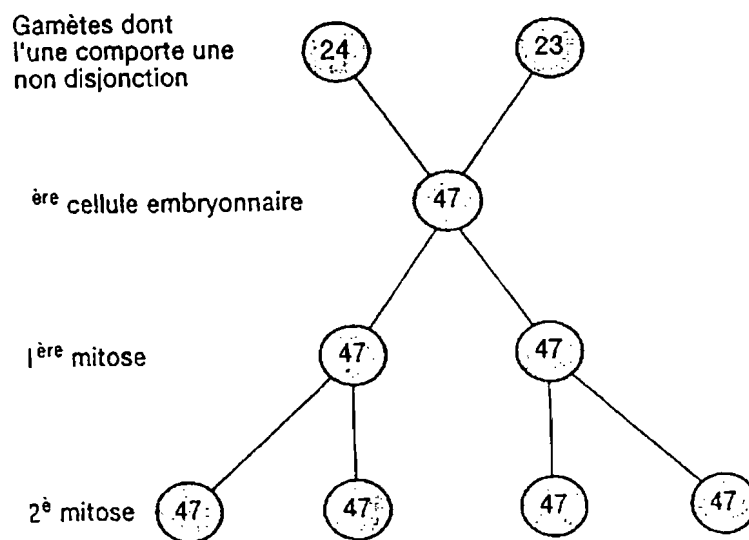 Gamètes dont
l'une comporte une
non disjonction
24 23
ère cellule embryonnaire
47
1ère mitose
47 47
2è mitose
47 47 47 47